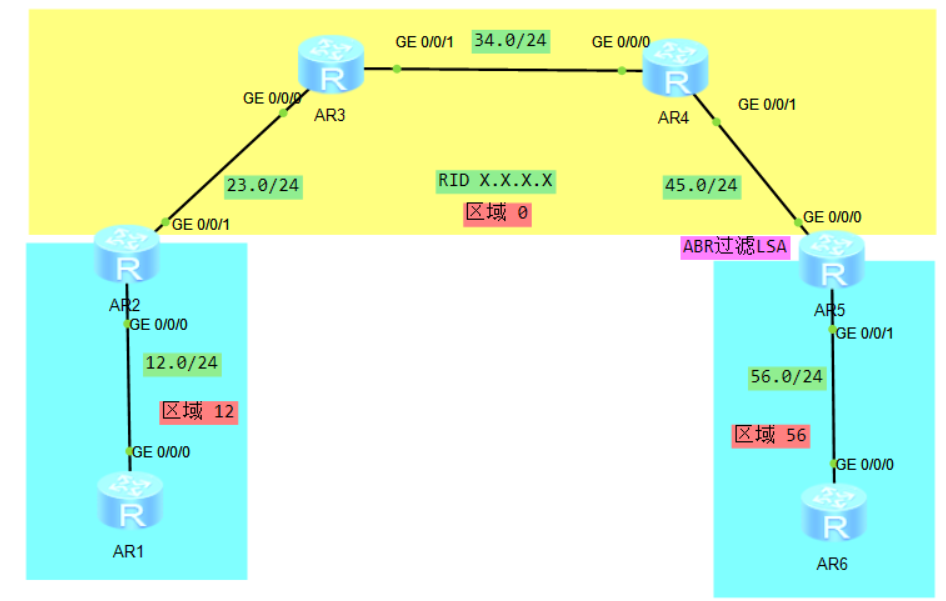 GE 0/0/1
34.0/24
GE 0/0/0
R
R
GE 0/0/0
AR3
AR4
GE 0/0/1
23.0/24
RID X.X.X.X
45.0/24
区域 0
GE 0/0/1
GE 0/0/0
ABR过滤LSA
R
R
AR2
AR5
GE 0/0/0
GE 0/0/1
12.0/24
56.0/24
区域 12
区域 56
GE 0/0/0
GE 0/0/0
R
R
AR1
AR6